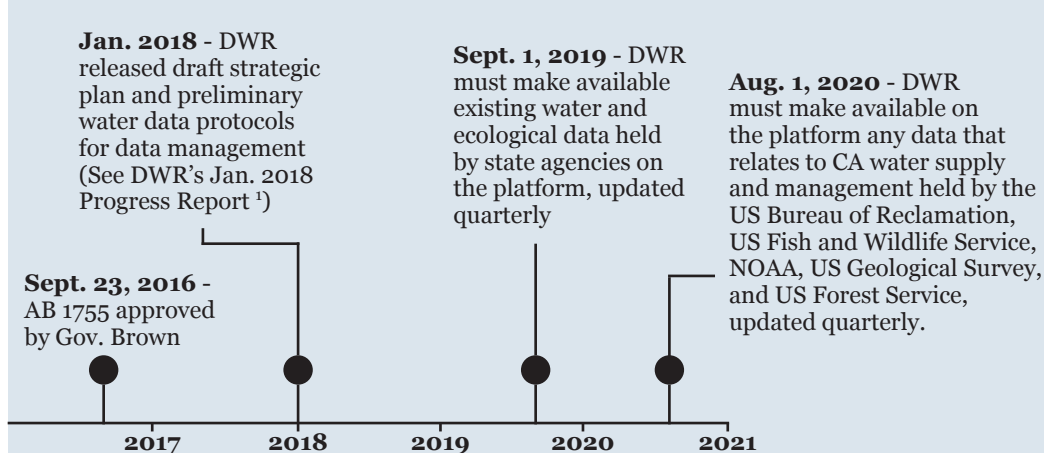 Jan. 2018 - DWR
released draft strategic
plan and preliminary
water data protocols
for data management
(See DWR's Jan. 2018
Progress Report ¹)
Sept. 1, 2019 - DWR
must make available
existing water and
ecological data held
by state agencies on
the platform, updated
quarterly
Aug. 1, 2020 - DWR
must make available on
the platform any data that
relates to CA water supply
and management held by the
US Bureau of Reclamation,
US Fish and Wildlife Service,
NOAA, US Geological Survey,
and US Forest Service,
updated quarterly.
Sept. 23, 2016 -
AB 1755 approved
by Gov. Brown
2017 2018 2019 2020 2021